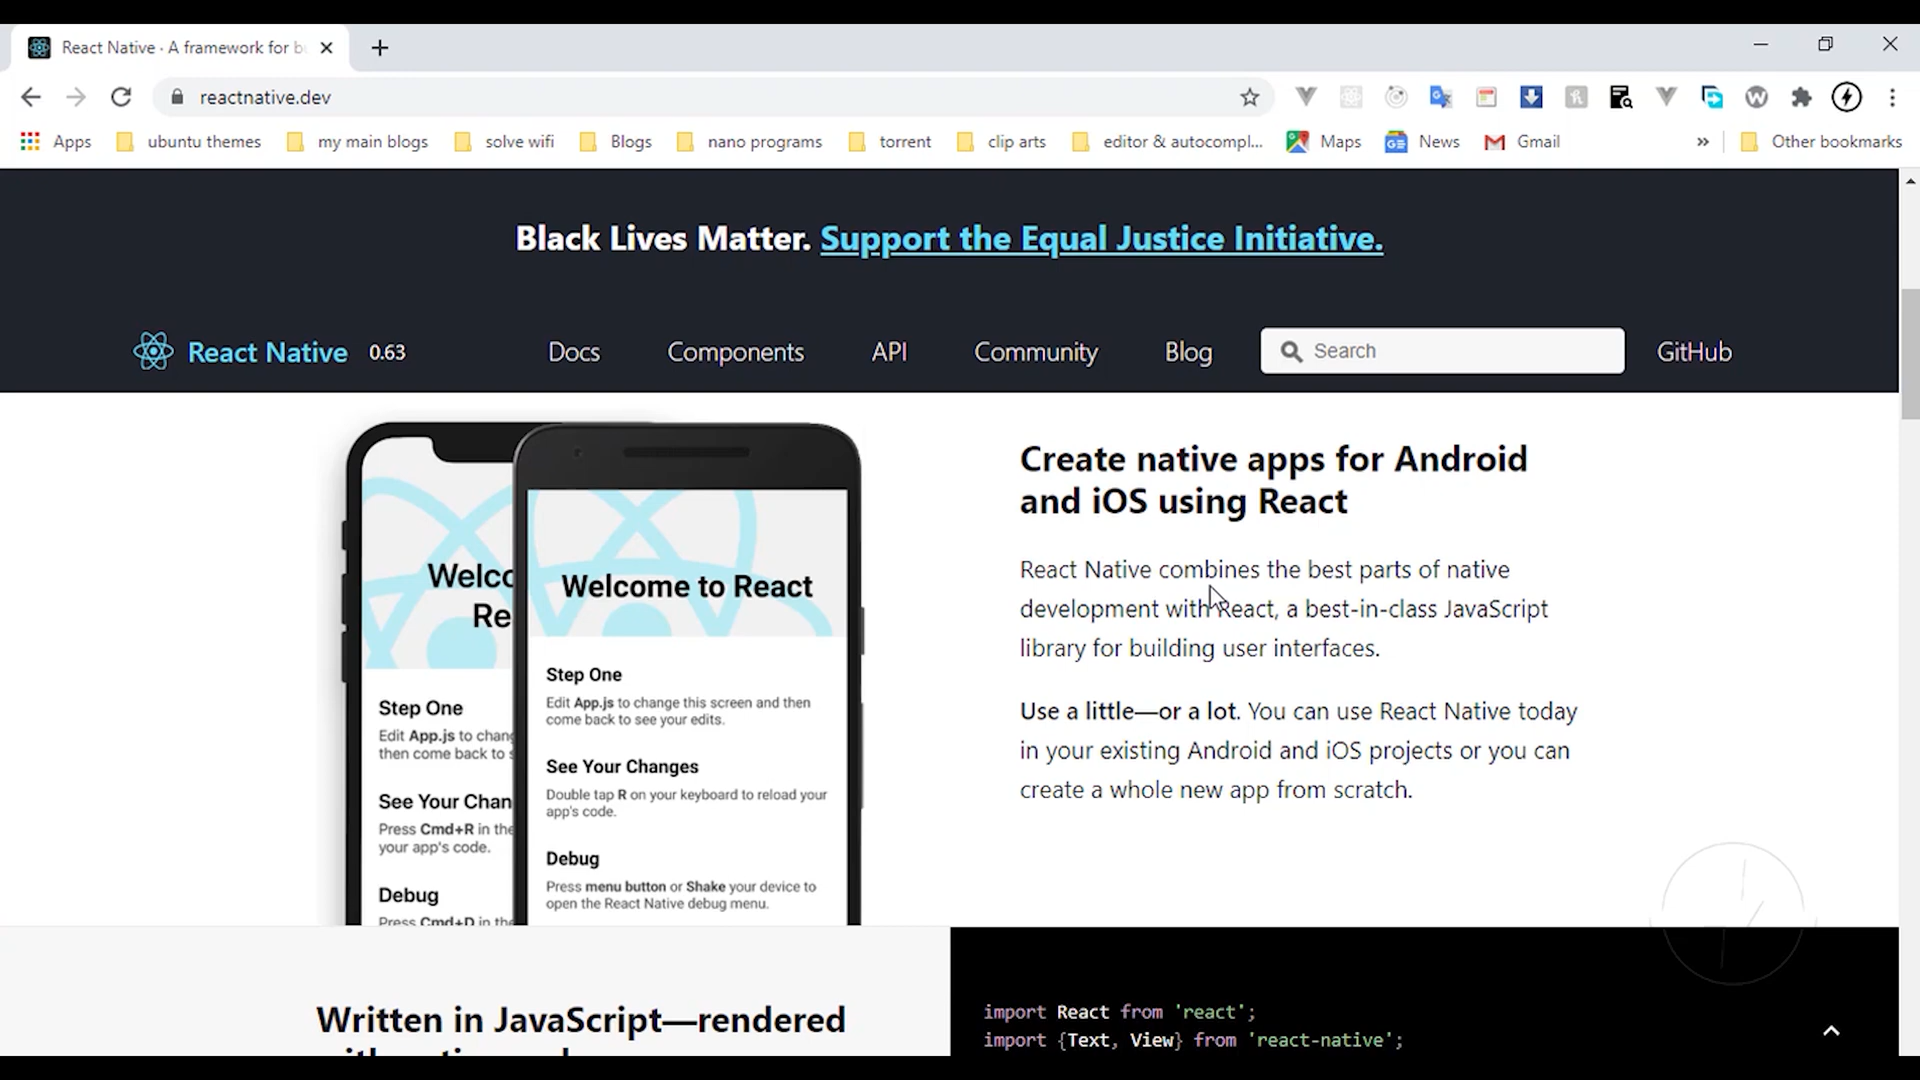 React Native · A framework for b
reactnative.dev
Apps
ubuntu themes
my main blogs
solve wifi
Blogs
nano programs
torrent
clip arts
editor & autocompl...
Maps
News
Gmail
»
Other bookmarks
Black Lives Matter. Support the Equal Justice Initiative.
React Native 0.63
Docs
Components
API
Community
Blog
Search
GitHub
Welco
Re
Step One
Edit App.js to chang
then come back to s
See Your Chan
Press Cmd+R in the
your app's code.
Debug
Press Cmd+D in the
Welcome to React
Step One
Edit App.js to change this screen and then
come back to see your edits.
See Your Changes
Double tap R on your keyboard to reload your
app's code.
Debug
Press menu button or Shake your device to
open the React Native debug menu.
Create native apps for Android
and iOS using React
React Native combines the best parts of native
development with React, a best-in-class JavaScript
library for building user interfaces.
Use a little—or a lot. You can use React Native today
in your existing Android and iOS projects or you can
create a whole new app from scratch.
Written in JavaScript—rendered
import React from 'react';
import {Text, View} from 'react-native';